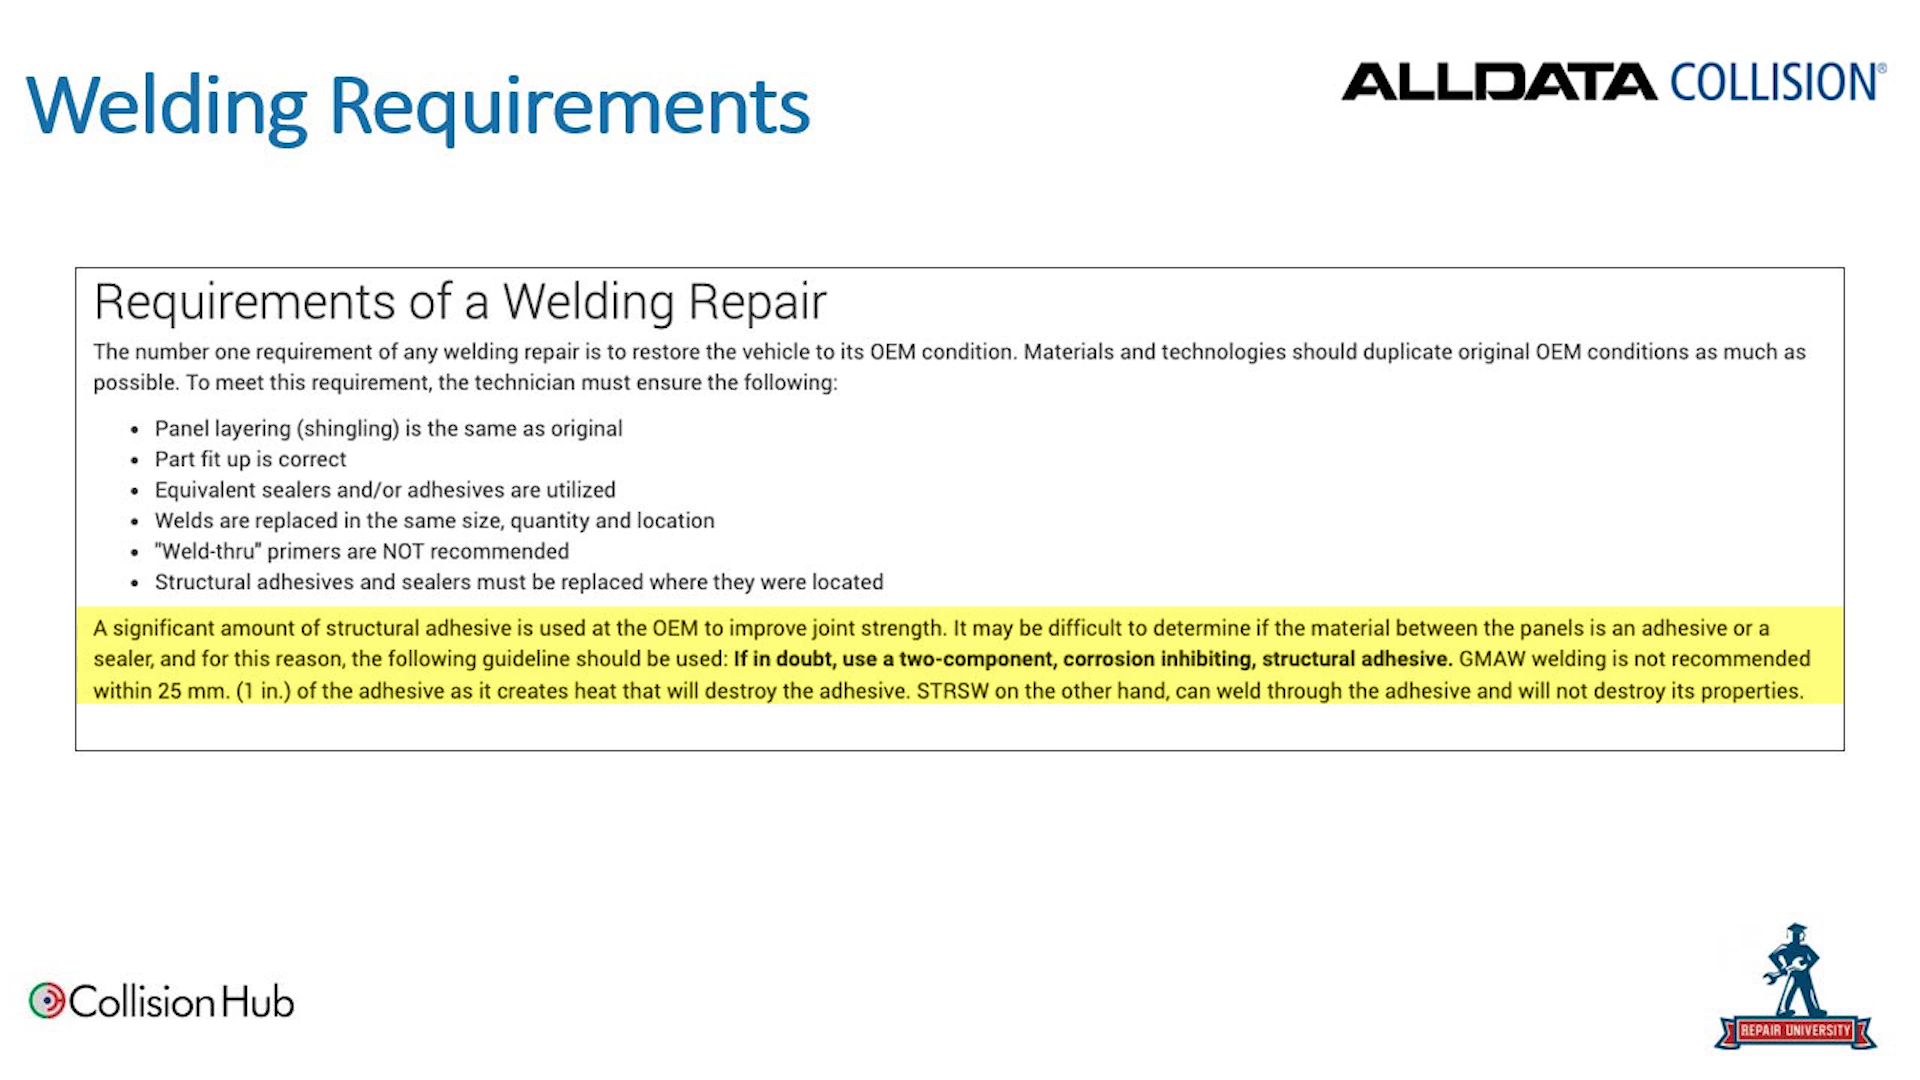 Welding Requirements
ALLDATA COLLISION®
Requirements of a Welding Repair
The number one requirement of any welding repair is to restore the vehicle to its OEM condition. Materials and technologies should duplicate original OEM conditions as much as
possible. To meet this requirement, the technician must ensure the following:
• Panel layering (shingling) is the same as original
• Part fit up is correct
• Equivalent sealers and/or adhesives are utilized
• Welds are replaced in the same size, quantity and location
• "Weld-thru" primers are NOT recommended
• Structural adhesives and sealers must be replaced where they were located
A significant amount of structural adhesive is used at the OEM to improve joint strength. It may be difficult to determine if the material between the panels is an adhesive or a
sealer, and for this reason, the following guideline should be used: If in doubt, use a two-component, corrosion inhibiting, structural adhesive. GMAW welding is not recommended
within 25 mm. (1 in.) of the adhesive as it creates heat that will destroy the adhesive. STRSW on the other hand, can weld through the adhesive and will not destroy its properties.
Collision Hub
REPAIR UNIVERSITY